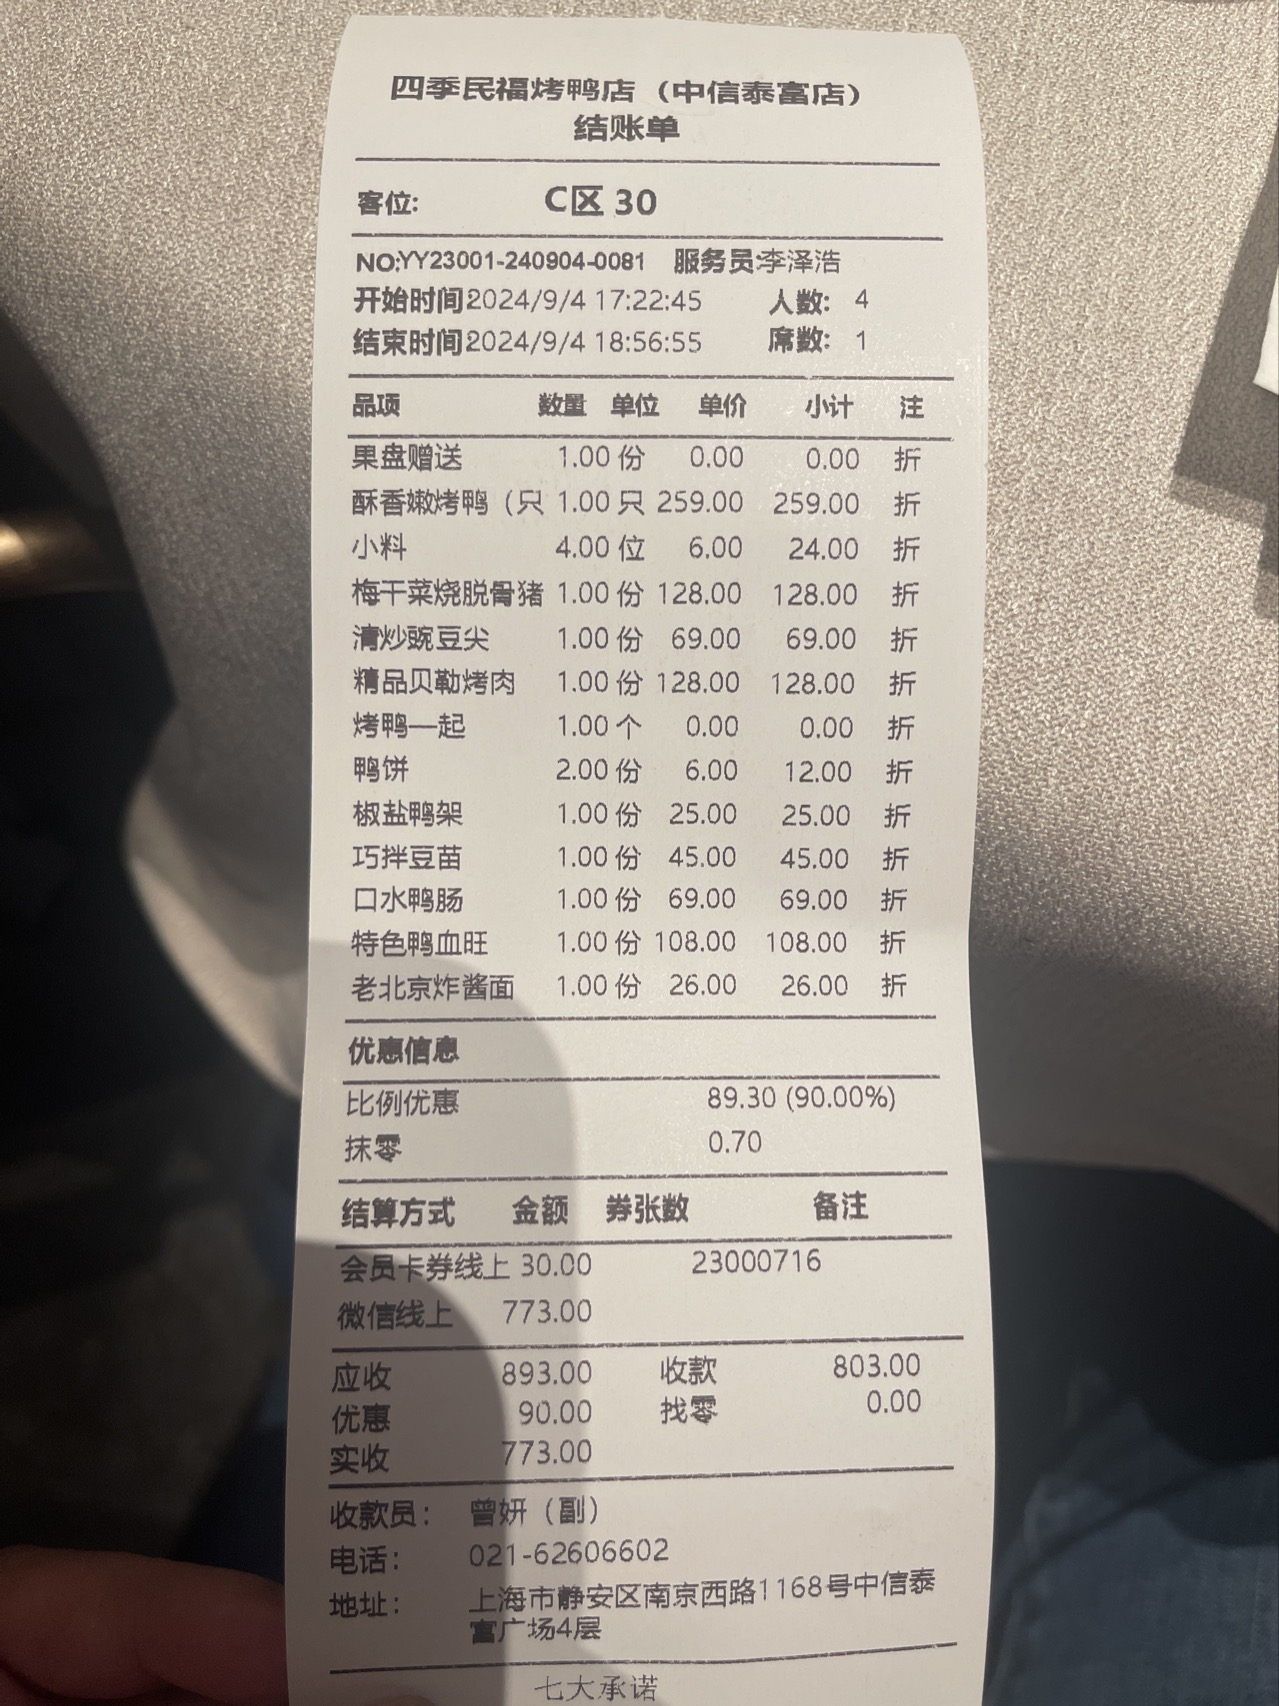 四季民福烤鸭店（中信泰富店）
结账单
客位: C区 30
NO:YY23001-240904-0081 服务员:李泽浩
开始时间2024/9/4 17:22:45 人数: 4
结束时间2024/9/4 18:56:55 席数: 1
品项 数量 单位 单价 小计 注
果盘赠送 1.00 份 0.00 0.00 折
酥香嫩烤鸭（只 1.00 只 259.00 259.00 折
小料 4.00 位 6.00 24.00 折
梅干菜烧脱骨猪 1.00 份 128.00 128.00 折
清炒豌豆尖 1.00 份 69.00 69.00 折
精品贝勒烤肉 1.00 份 128.00 128.00 折
烤鸭一起 1.00 个 0.00 0.00 折
鸭饼 2.00 份 6.00 12.00 折
椒盐鸭架 1.00 份 25.00 25.00 折
巧拌豆苗 1.00 份 45.00 45.00 折
口水鸭肠 1.00 份 69.00 69.00 折
特色鸭血旺 1.00 份 108.00 108.00 折
老北京炸酱面 1.00 份 26.00 26.00 折
优惠信息
比例优惠 89.30 (90.00%)
抹零 0.70
结算方式 金额 券张数 备注
会员卡券线上 30.00 23000716
微信线上 773.00
应收 893.00 收款 803.00
优惠 90.00 找零 0.00
实收 773.00
收款员： 曾妍（副）
电话： 021-62606602
地址： 上海市静安区南京西路1168号中信泰
富广场4层
七大承诺